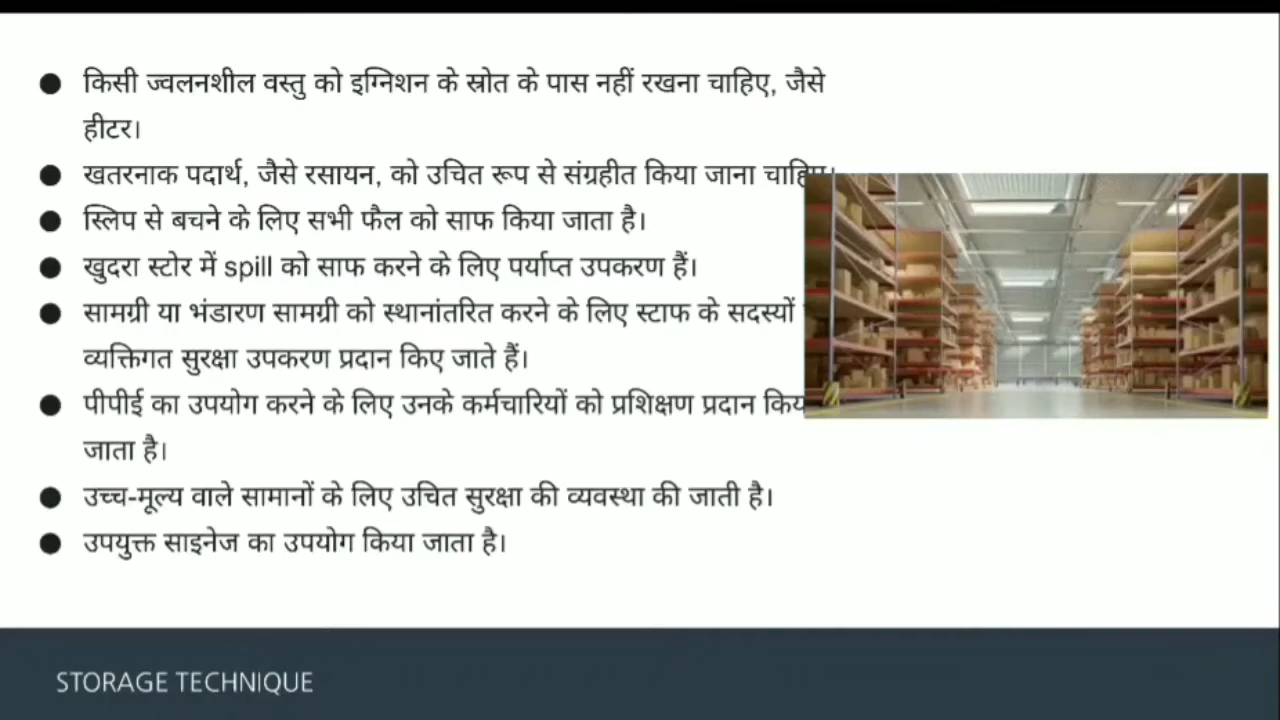 ● किसी ज्वलनशील वस्तु को इग्निशन के स्रोत के पास नहीं रखना चाहिए, जैसे
हीटर।
● खतरनाक पदार्थ, जैसे रसायन, को उचित रूप से संग्रहीत किया जाना चाहिए।
● स्लिप से बचने के लिए सभी फैल को साफ किया जाता है।
● खुदरा स्टोर में spill को साफ करने के लिए पर्याप्त उपकरण हैं।
● सामग्री या भंडारण सामग्री को स्थानांतरित करने के लिए स्टाफ के सदस्यों
व्यक्तिगत सुरक्षा उपकरण प्रदान किए जाते हैं।
● पीपीई का उपयोग करने के लिए उनके कर्मचारियों को प्रशिक्षण प्रदान
जाता है।
● उच्च-मूल्य वाले सामानों के लिए उचित सुरक्षा की व्यवस्था की जाती है।
● उपयुक्त साइनेज का उपयोग किया जाता है।
STORAGE TECHNIQUE